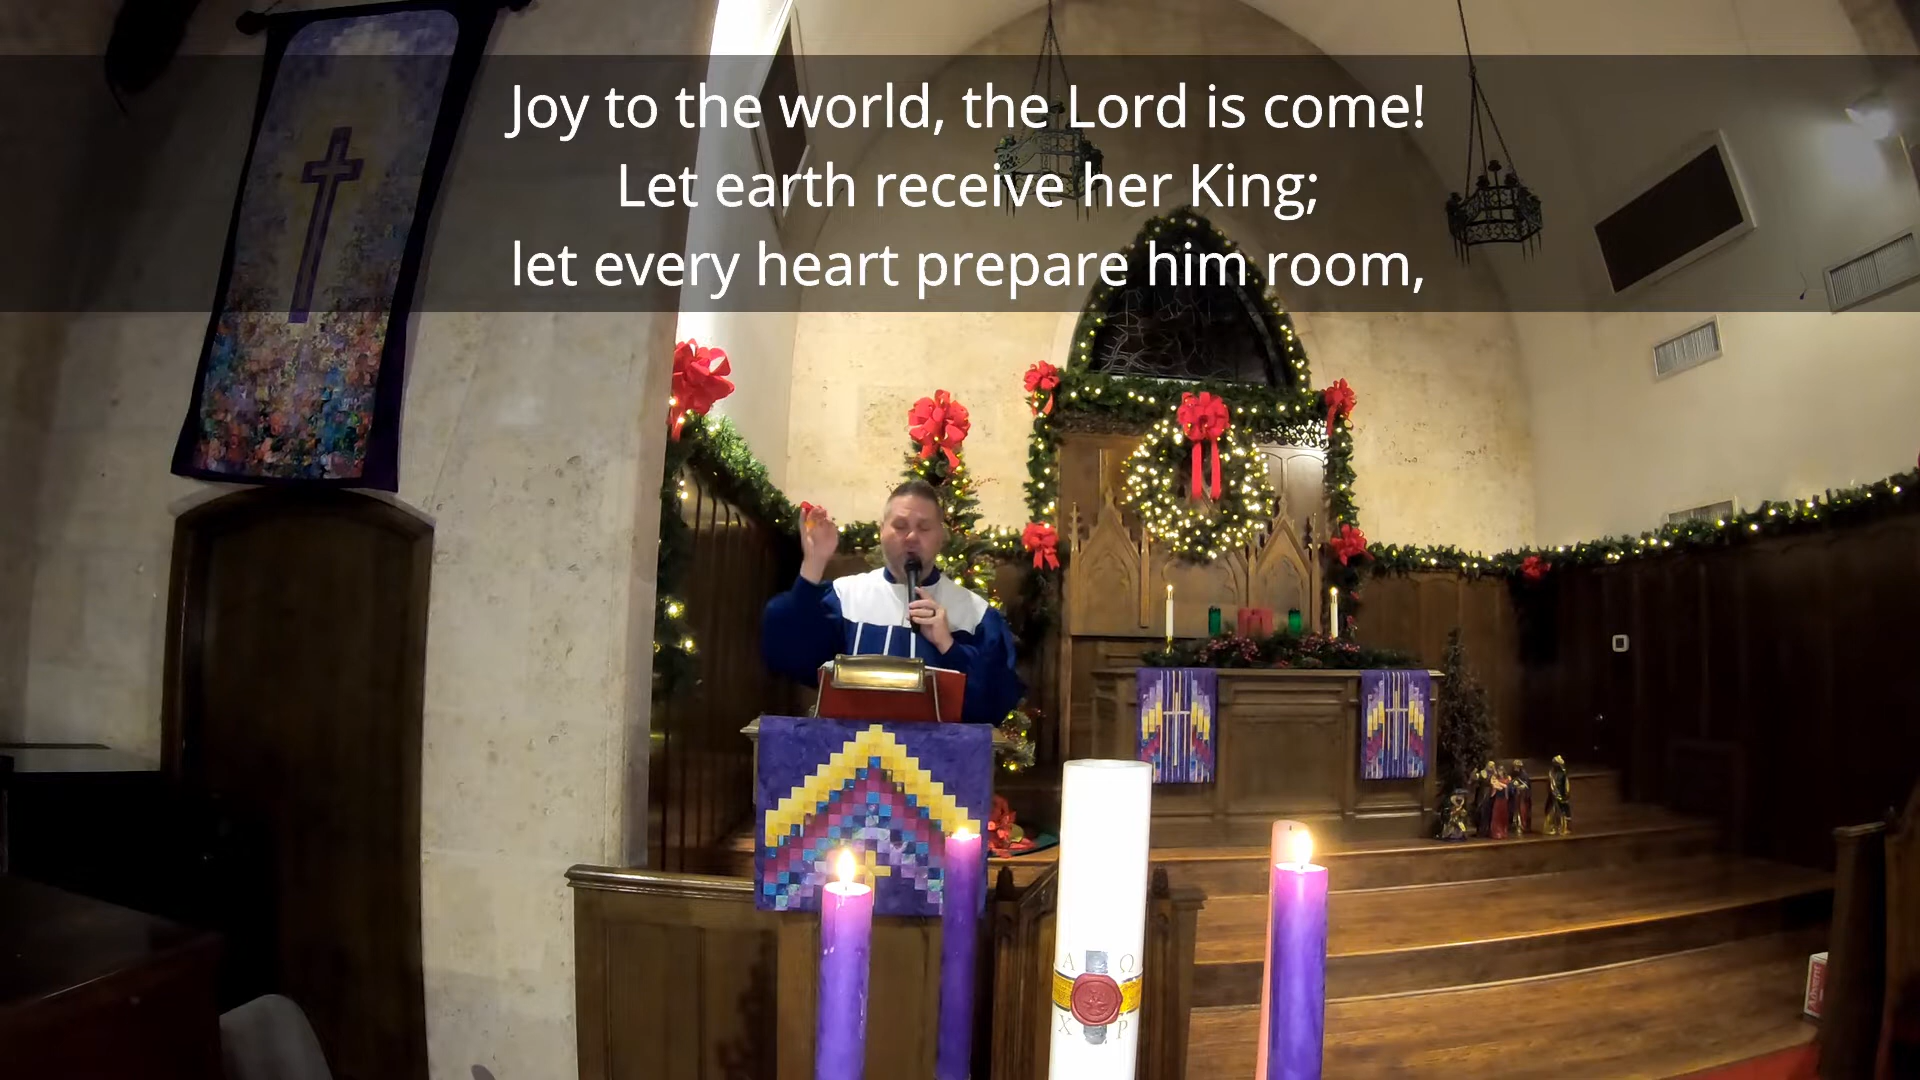 Joy to the world, the Lord is come!
Let earth receive her King;
let every heart prepare him room,
Α Ω
Χ Ρ